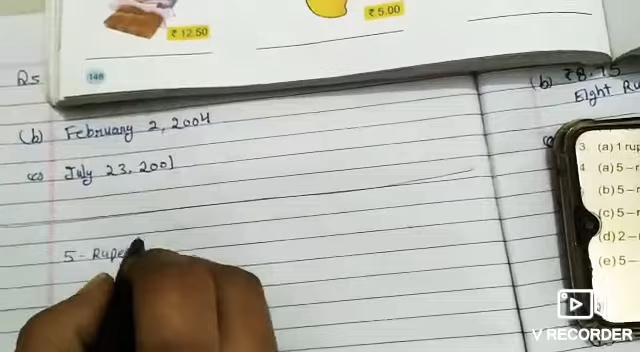 ₹ 12.50
₹ 5.00
148
Q5
(b) ₹8.15
Eight Ru
(b) February 2, 2004
(c) July 23, 2001
5 - Rupe
3. (a) 1 rup
4. (a) 5 – r
(b) 5 – r
(c) 5 – r
(d) 2 –
(e) 5 –
V RECORDER